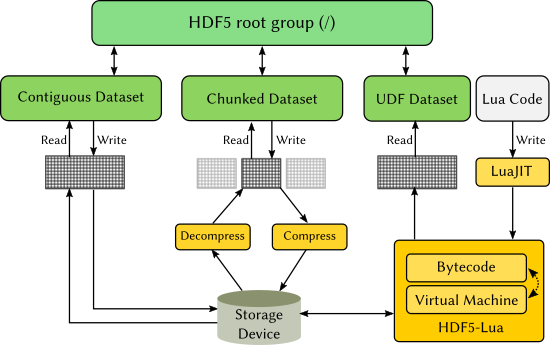 HDF5 root group (/)
Contiguous Dataset
Chunked Dataset
UDF Dataset
Lua Code
Read
Write
Read
Write
Read
Write
LuaJIT
Decompress
Compress
Bytecode
Virtual Machine
HDF5-Lua
Storage
Device